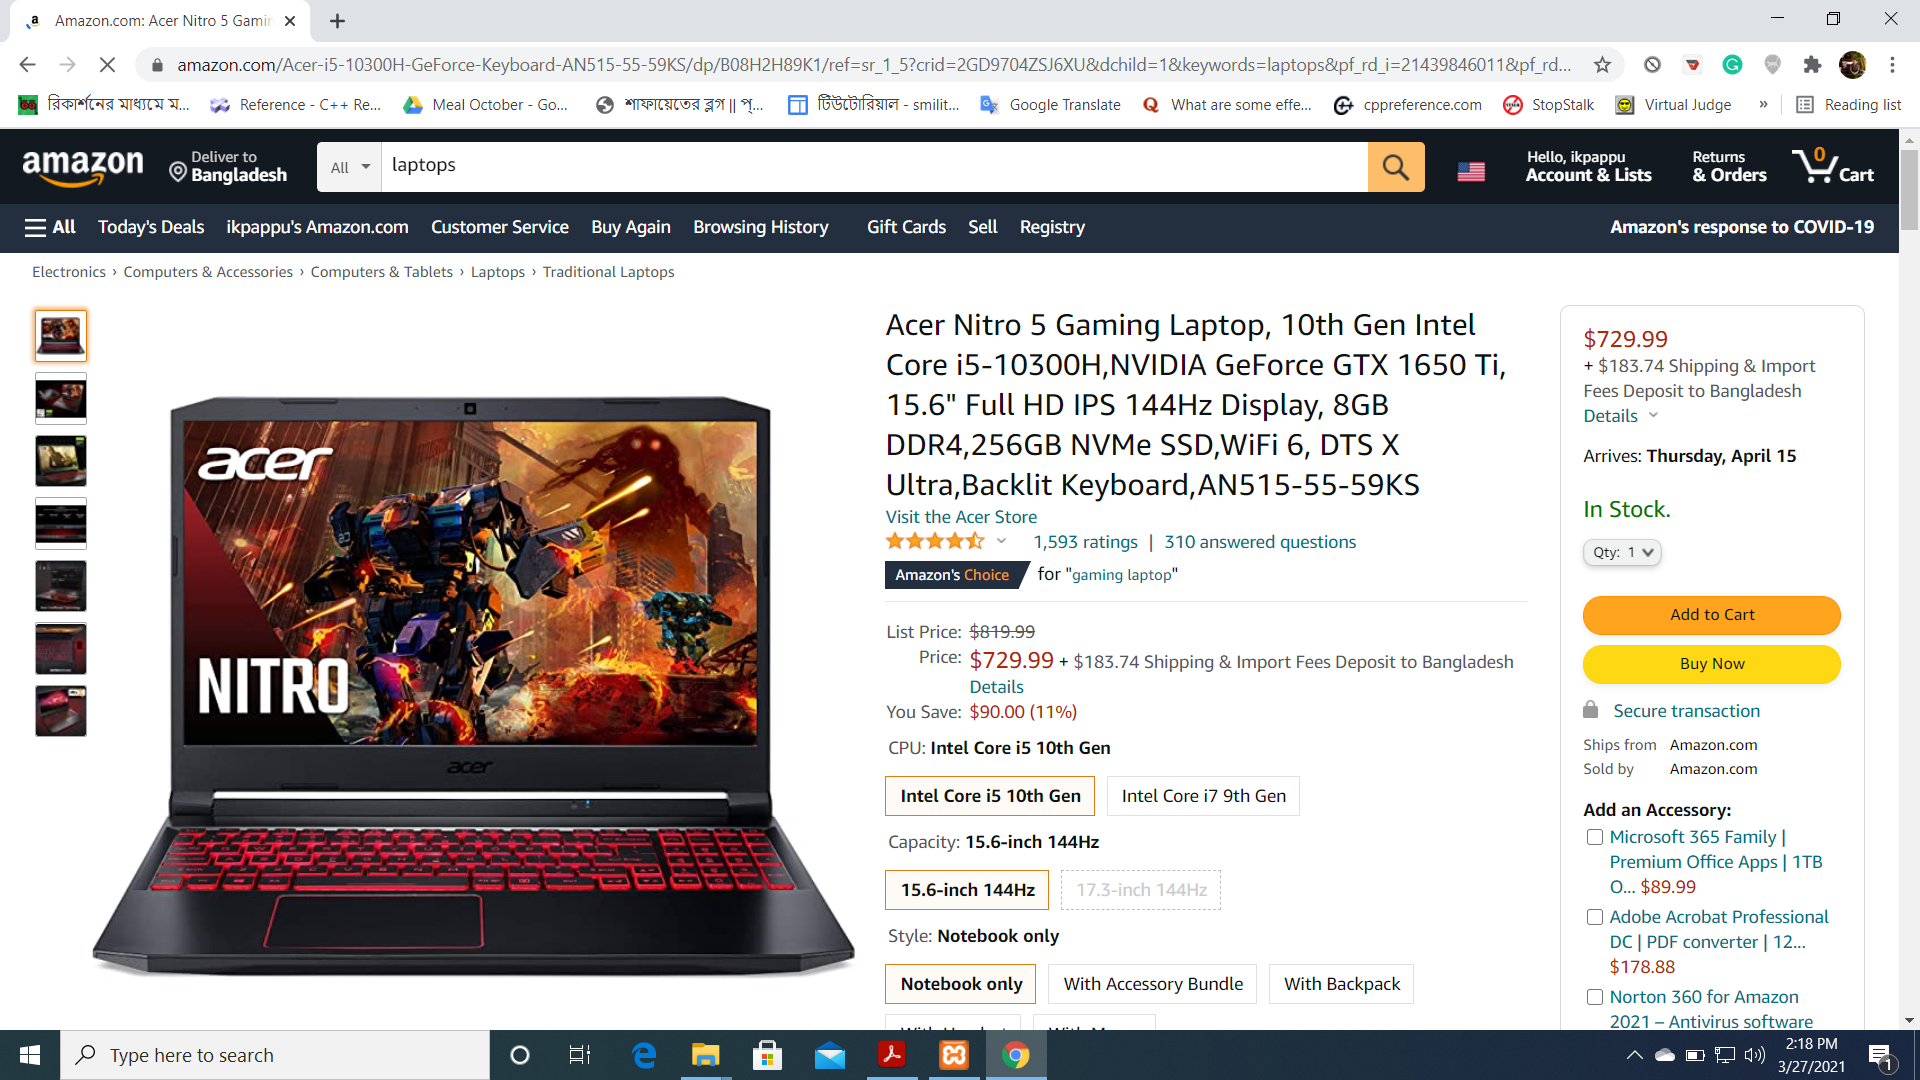 Amazon.com: Acer Nitro 5 Gamin
amazon.com/Acer-i5-10300H-GeForce-Keyboard-AN515-55-59KS/dp/B08H2H89K1/ref=sr_1_5?crid=2GD9704ZSJ6XU&dchild=1&keywords=laptops&pf_rd_i=21439846011&pf_rd...
রিকার্শনের মাধ্যমে ম... Reference - C++ Re... Meal October - Go... শাফায়েতের ব্লগ || প্... টিউটোরিয়াল - smilit... Google Translate What are some effe... cppreference.com StopStalk Virtual Judge » Reading list
amazon
Deliver to
Bangladesh
All
laptops
Hello, ikpappu
Account & Lists
Returns
& Orders
0
Cart
All Today's Deals ikpappu's Amazon.com Customer Service Buy Again Browsing History Gift Cards Sell Registry Amazon's response to COVID-19
Electronics › Computers & Accessories › Computers & Tablets › Laptops › Traditional Laptops
acer
NITRO
acer
Acer Nitro 5 Gaming Laptop, 10th Gen Intel
Core i5-10300H,NVIDIA GeForce GTX 1650 Ti,
15.6" Full HD IPS 144Hz Display, 8GB
DDR4,256GB NVMe SSD,WiFi 6, DTS X
Ultra,Backlit Keyboard,AN515-55-59KS
Visit the Acer Store
1,593 ratings | 310 answered questions
Amazon's Choice for "gaming laptop"
List Price: $819.99
Price: $729.99 + $183.74 Shipping & Import Fees Deposit to Bangladesh
Details
You Save: $90.00 (11%)
CPU: Intel Core i5 10th Gen
Intel Core i5 10th Gen Intel Core i7 9th Gen
Capacity: 15.6-inch 144Hz
15.6-inch 144Hz 17.3-inch 144Hz
Style: Notebook only
Notebook only With Accessory Bundle With Backpack
$729.99
+ $183.74 Shipping & Import
Fees Deposit to Bangladesh
Details
Arrives: Thursday, April 15
In Stock.
Qty: 1
Add to Cart
Buy Now
Secure transaction
Ships from Amazon.com
Sold by Amazon.com
Add an Accessory:
Microsoft 365 Family |
Premium Office Apps | 1TB
O... $89.99
Adobe Acrobat Professional
DC | PDF converter | 12...
$178.88
Norton 360 for Amazon
2021 – Antivirus software
Type here to search
2:18 PM
3/27/2021
1